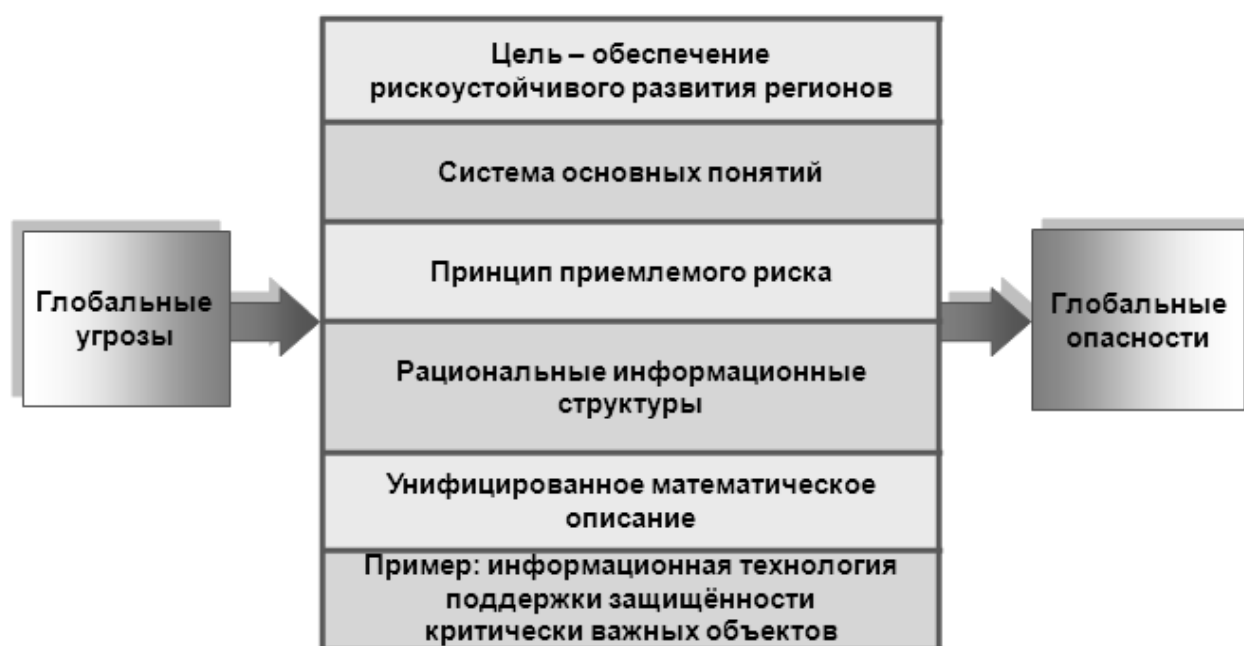 Цель – обеспечение
рискоустойчивого развития регионов
Система основных понятий
Принцип приемлемого риска
Глобальные
угрозы
Глобальные
опасности
Рациональные информационные
структуры
Унифицированное математическое
описание
Пример: информационная технология
поддержки защищённости
критически важных объектов